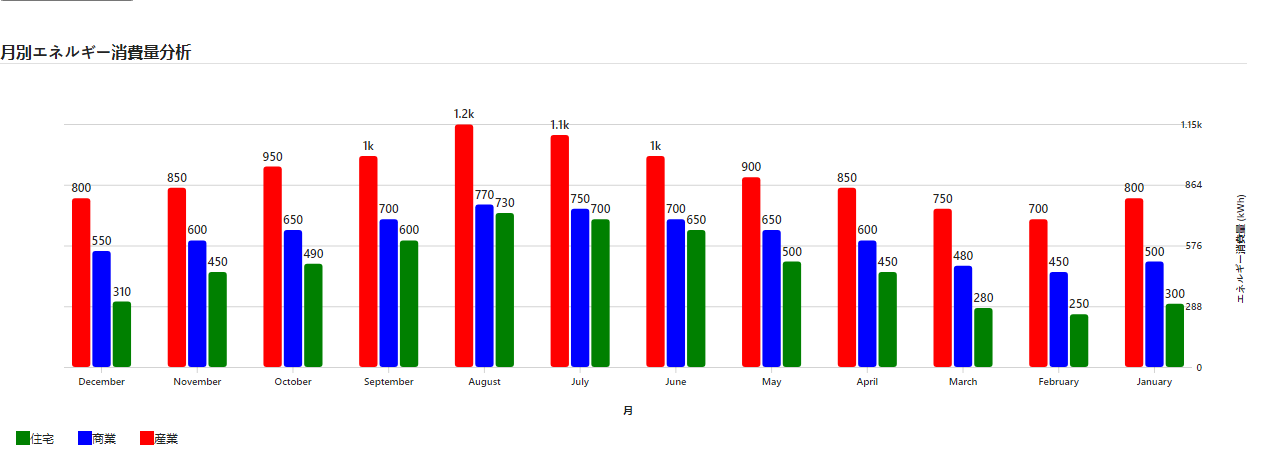 月別エネルギー消費量分析
1.2k
1.1k
1.15k
1k
1k
950
900
850
850
800
800
770
730
750
700
750
700
864
700
650
700
600
650
650
600
550
600
650
600
576
450
490
500
450
480
450
500
310
280
250
300
288
0
エネルギー消費量 (kWh)
December
November
October
September
August
July
June
May
April
March
February
January
月
住宅
商業
産業